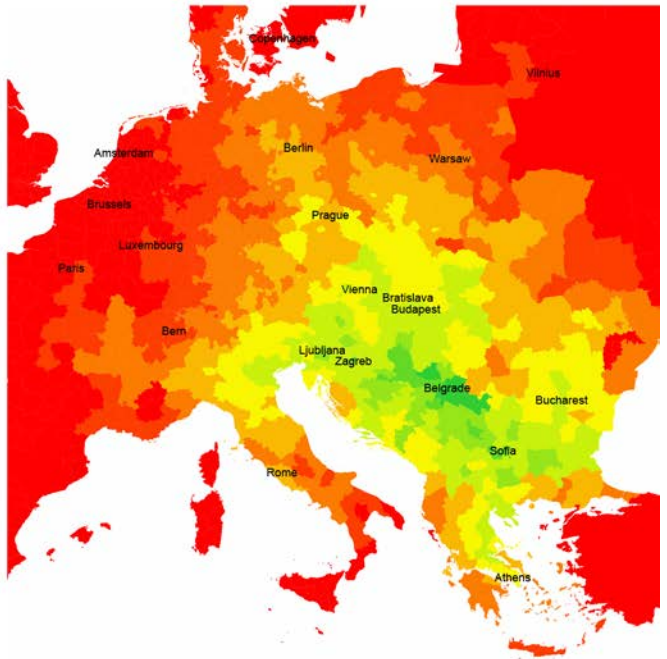 Copenhagen
Vilnius
Amsterdam
Berlin
Warsaw
Brussels
Prague
Luxembourg
Paris
Vienna
Bratislava
Budapest
Bern
Ljubljana
Zagreb
Belgrade
Bucharest
Sofia
Rome
Athens